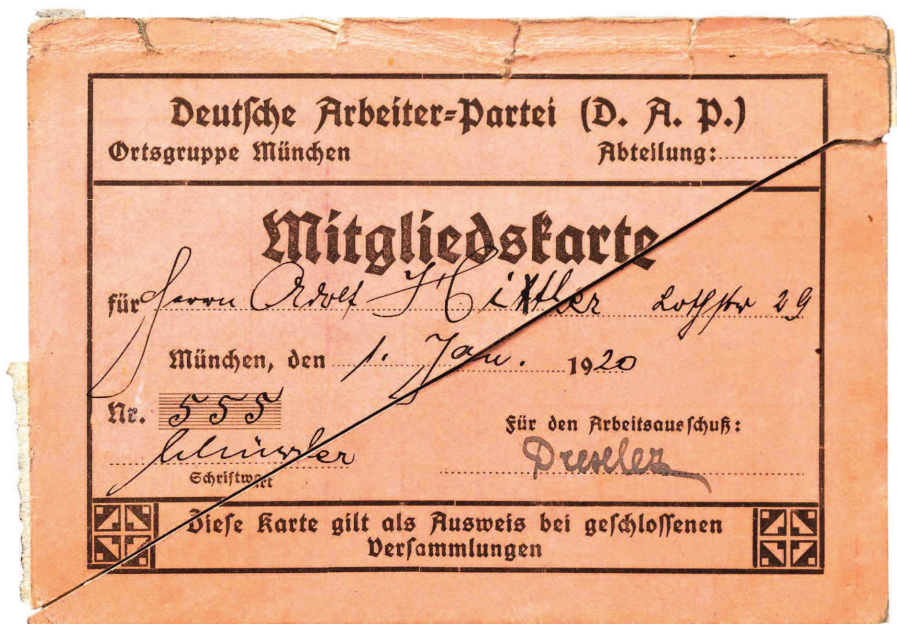 Deutsche Arbeiter-Partei (D. A. P.)
Ortsgruppe München Abteilung:
Mitgliedskarte
für Herrn Adolf Hittler Lothstr 29
München, den 1. Jan. 1920
Nr. 555
Für den Arbeitsausschuß:
Schüssler Drexler
Schriftwart
Diese Karte gilt als Ausweis bei geschlossenen
Versammlungen